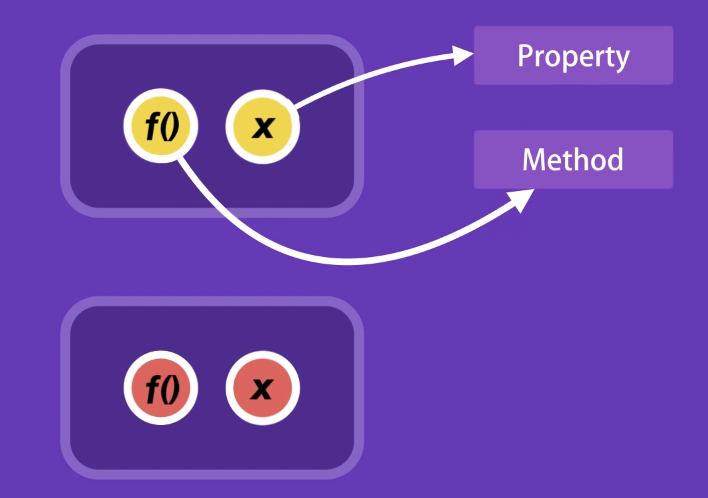 Property
f() x
Method
f() x